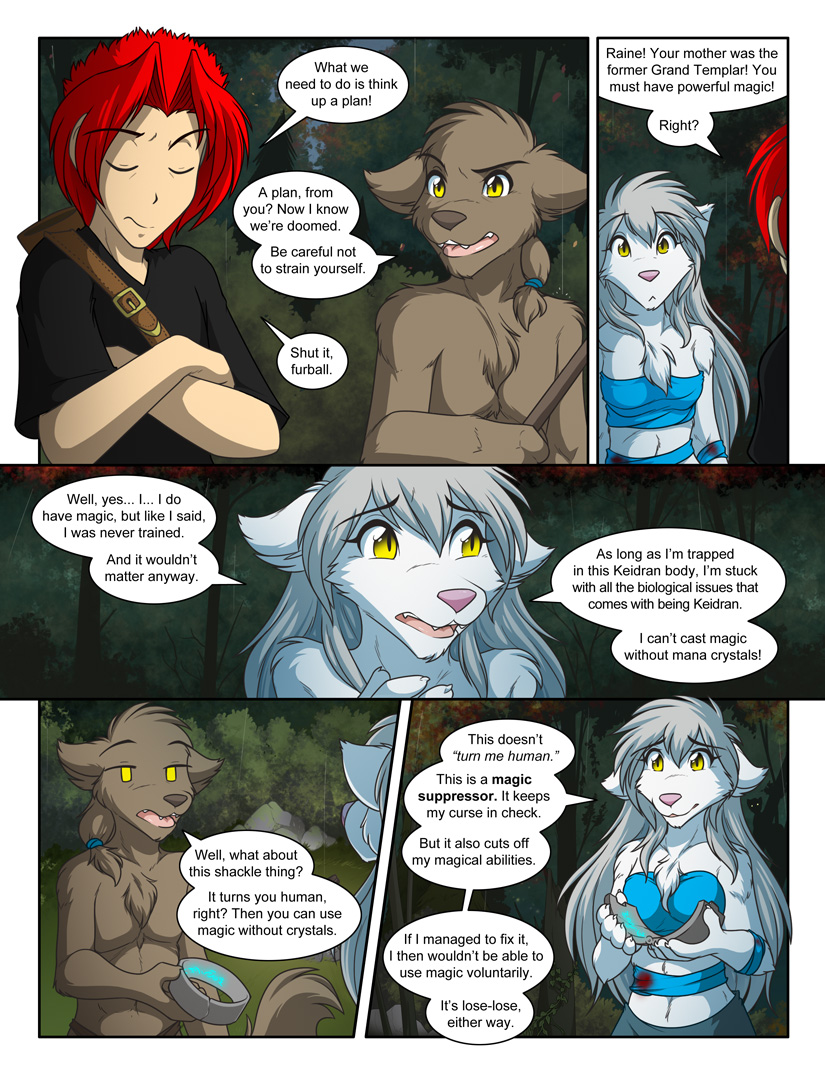 What we
need to do is think
up a plan!
A plan, from
you? Now I know
we're doomed.
Be careful not
to strain yourself.
Shut it,
furball.
Raine! Your mother was the
former Grand Templar! You
must have powerful magic!
Right?
Well, yes... I... I do
have magic, but like I said,
I was never trained.
And it wouldn't
matter anyway.
As long as I'm trapped
in this Keidran body, I'm stuck
with all the biological issues that
comes with being Keidran.
I can't cast magic
without mana crystals!
Well, what about
this shackle thing?
It turns you human,
right? Then you can use
magic without crystals.
This doesn't
"turn me human."
This is a magic
suppressor. It keeps
my curse in check.
But it also cuts off
my magical abilities.
If I managed to fix it,
I then wouldn't be able to
use magic voluntarily.
It's lose-lose,
either way.